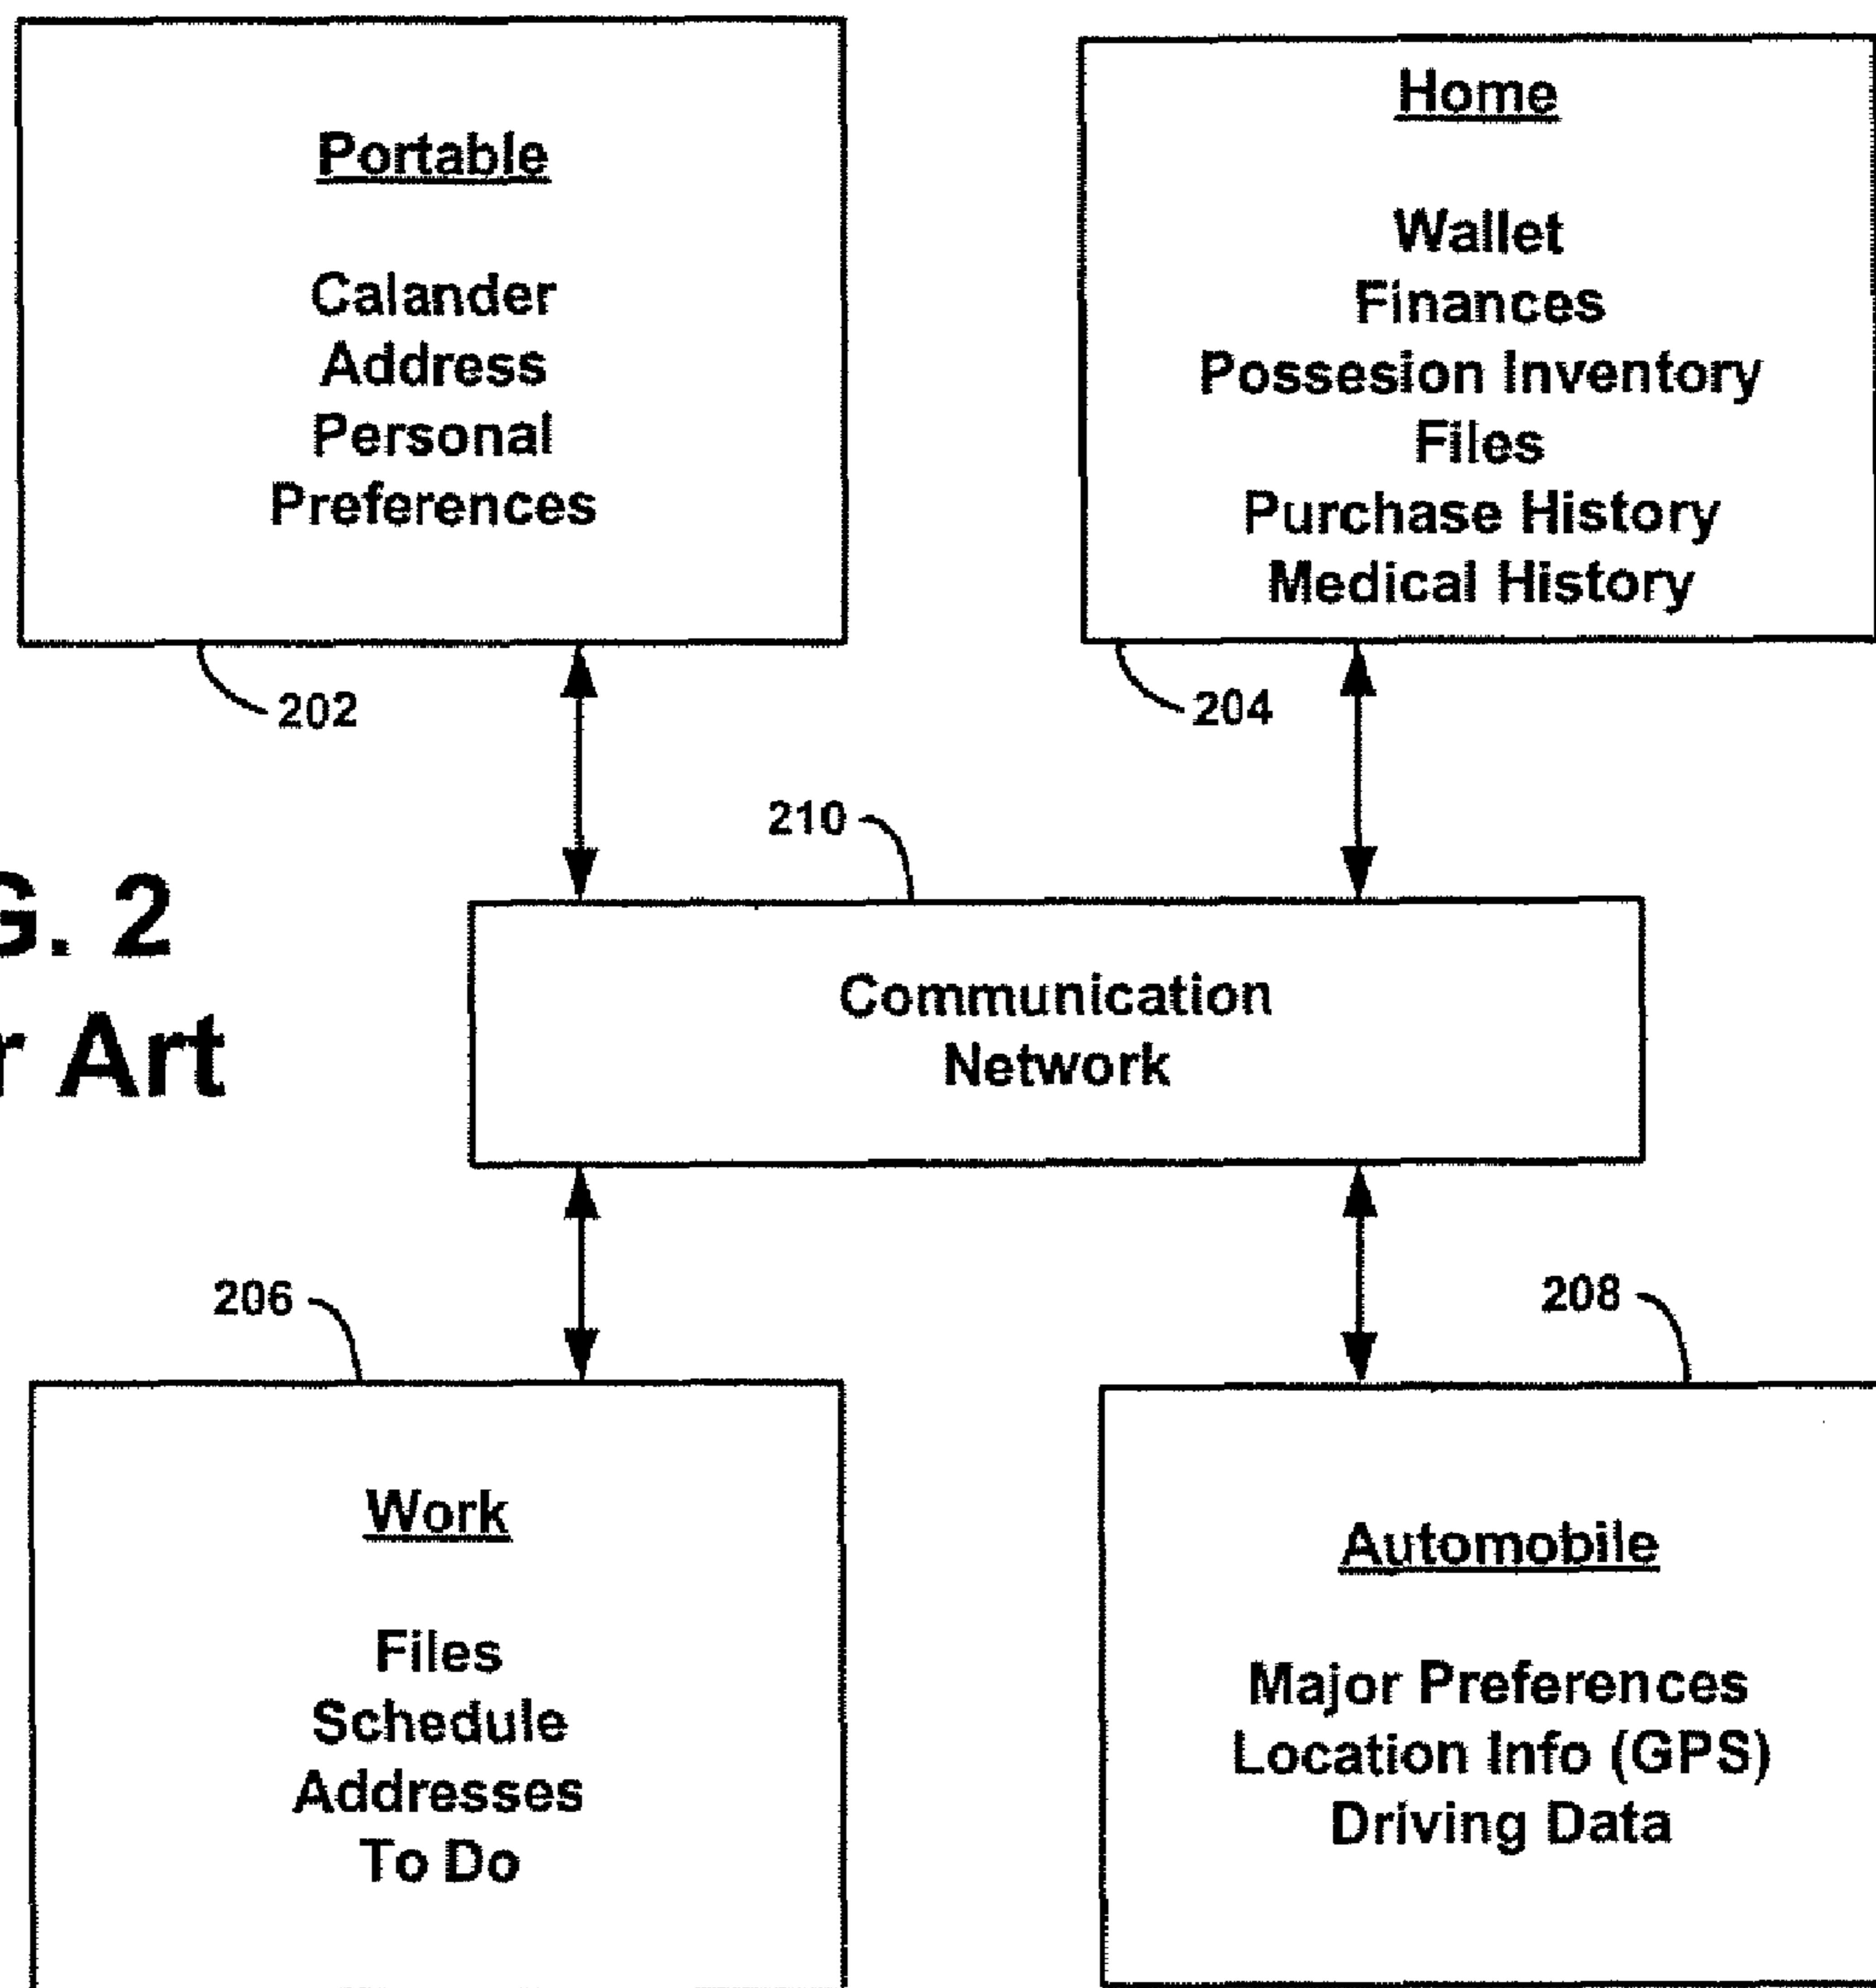 Portable
Calander
Address
Personal
Preferences
202
Home
Wallet
Finances
Possesion Inventory
Files
Purchase History
Medical History
204
G. 2
r Art
210
Communication
Network
206
Work
Files
Schedule
Addresses
To Do
208
Automobile
Major Preferences
Location Info (GPS)
Driving Data